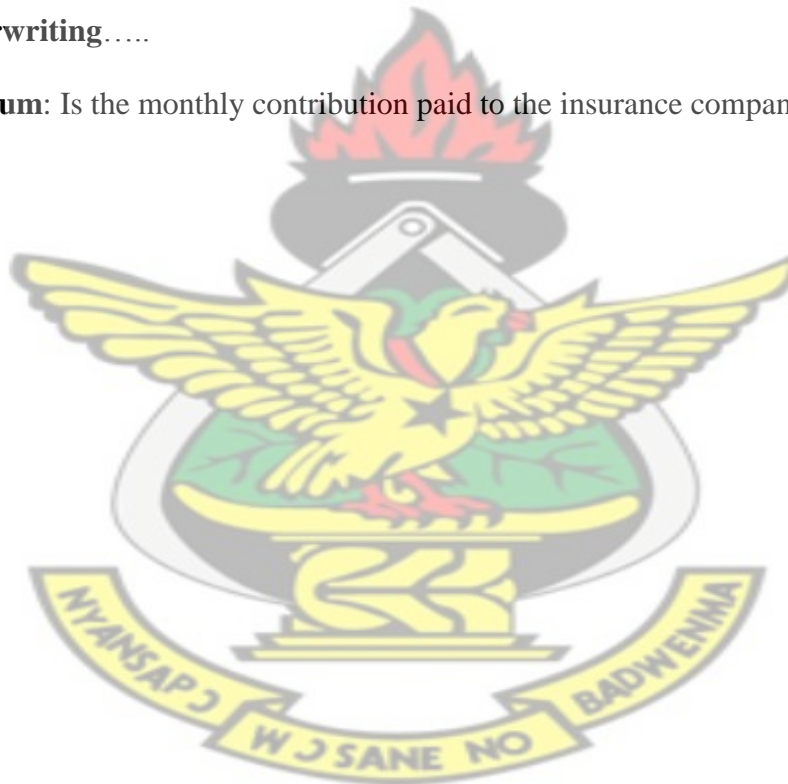 rwriting…..
um: Is the monthly contribution paid to the insurance compan
NYANSAPƆ WƆSANE NO BADWENMA